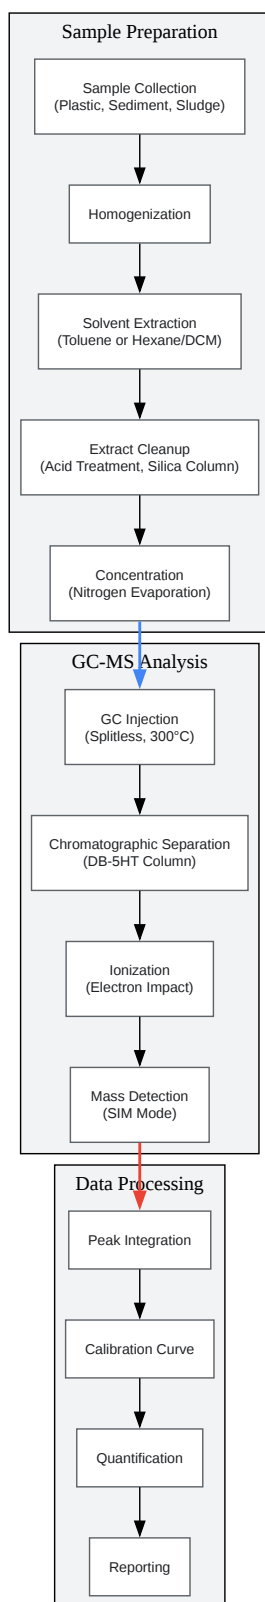 Sample Preparation
Sample Collection
(Plastic, Sediment, Sludge)
Homogenization
Solvent Extraction
(Toluene or Hexane/DCM)
Extract Cleanup
(Acid Treatment, Silica Column)
Concentration
(Nitrogen Evaporation)
GC-MS Analysis
GC Injection
(Splitless, 300°C)
Chromatographic Separation
(DB-5HT Column)
Ionization
(Electron Impact)
Mass Detection
(SIM Mode)
Data Processing
Peak Integration
Calibration Curve
Quantification
Reporting